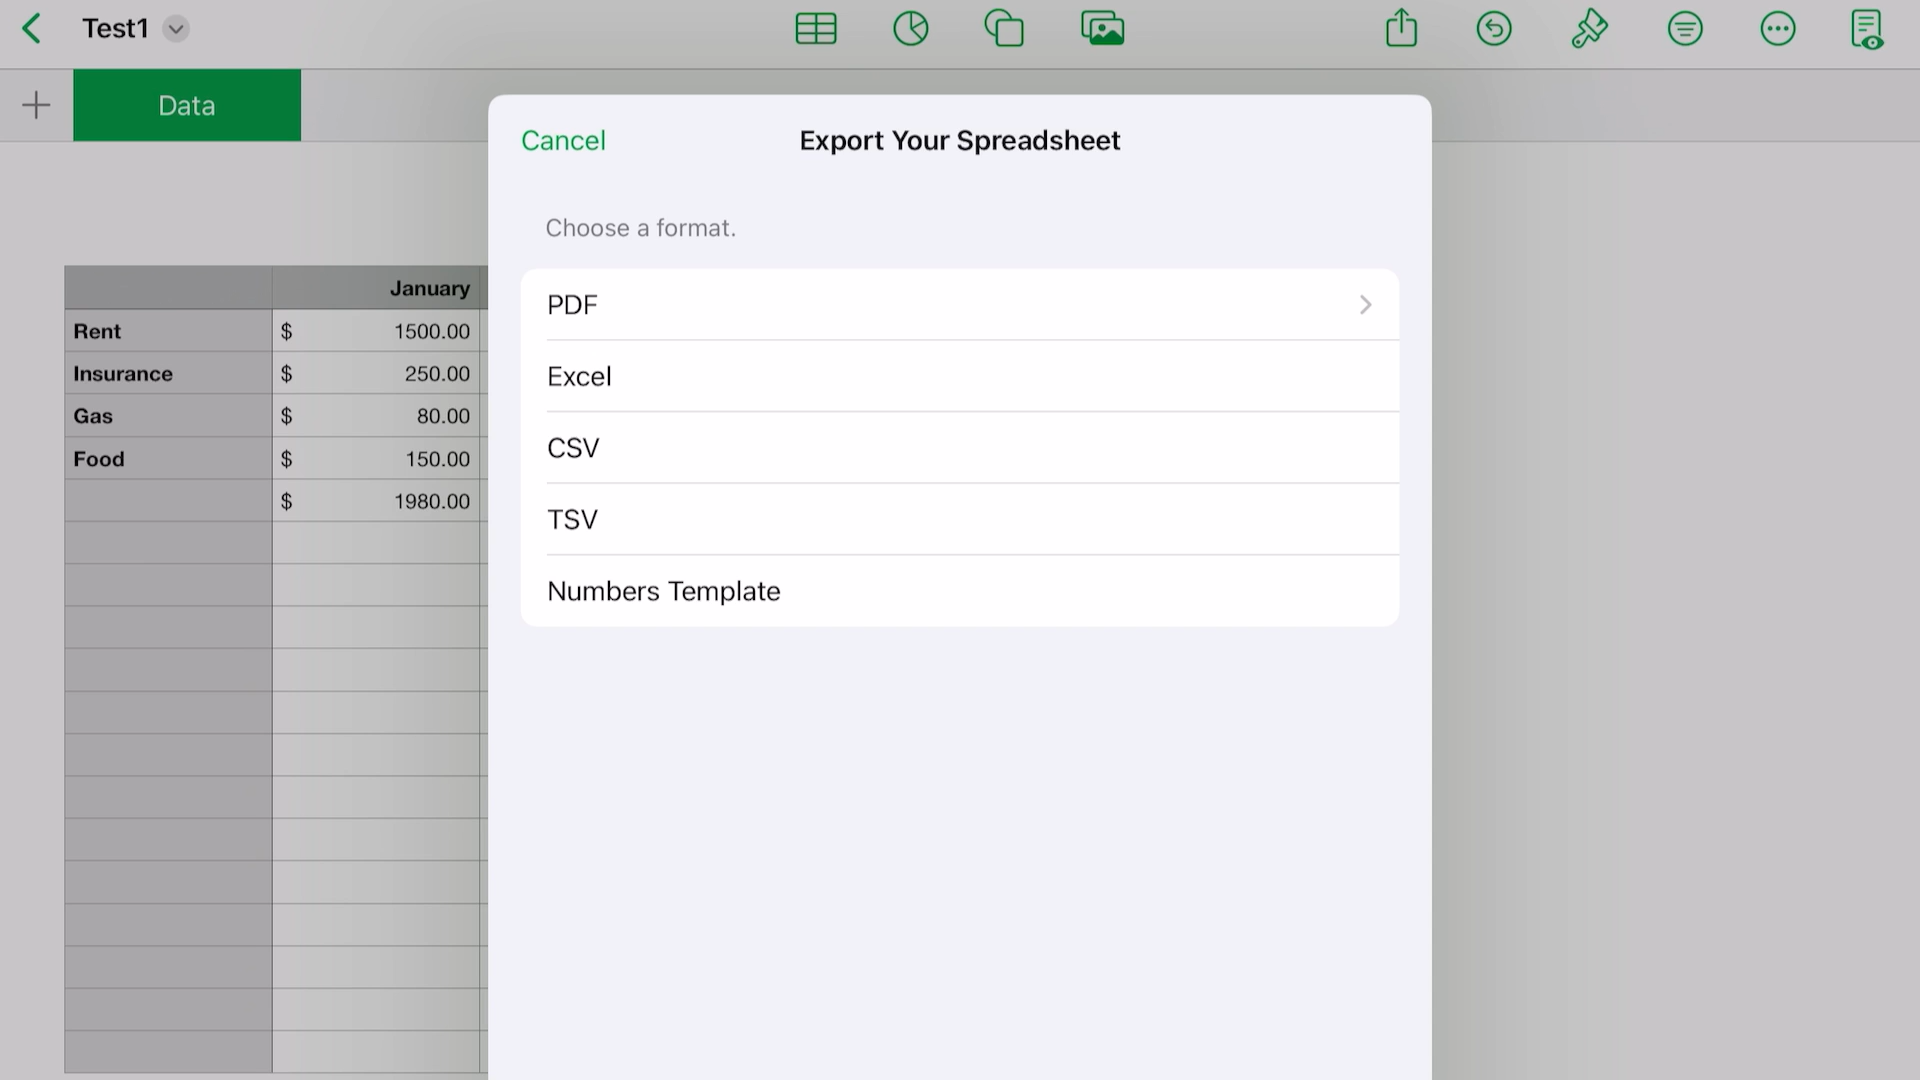 Test1
Data
Cancel
Export Your Spreadsheet
Choose a format.
PDF
Excel
CSV
TSV
Numbers Template
January
Rent $ 1500.00
Insurance $ 250.00
Gas $ 80.00
Food $ 150.00
$ 1980.00